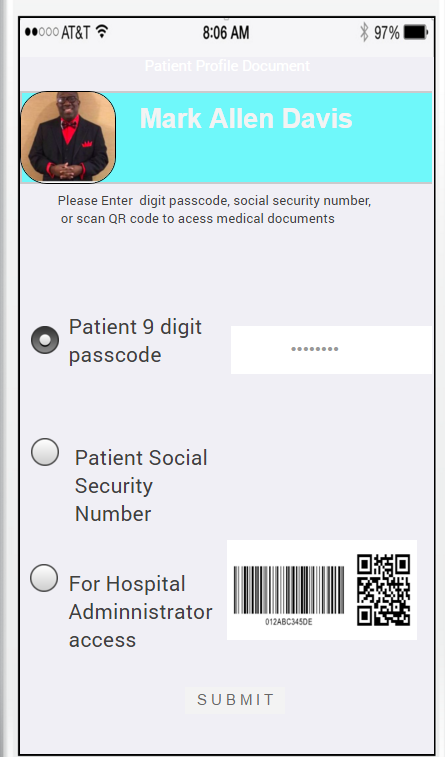 AT&T 8:06 AM 97%
Patient Profile Document
Mark Allen Davis
Please Enter digit passcode, social security number,
or scan QR code to acess medical documents
Patient 9 digit
passcode
••••••••
Patient Social
Security
Number
For Hospital
Adminnistrator
access
012ABC345DE
SUBMIT